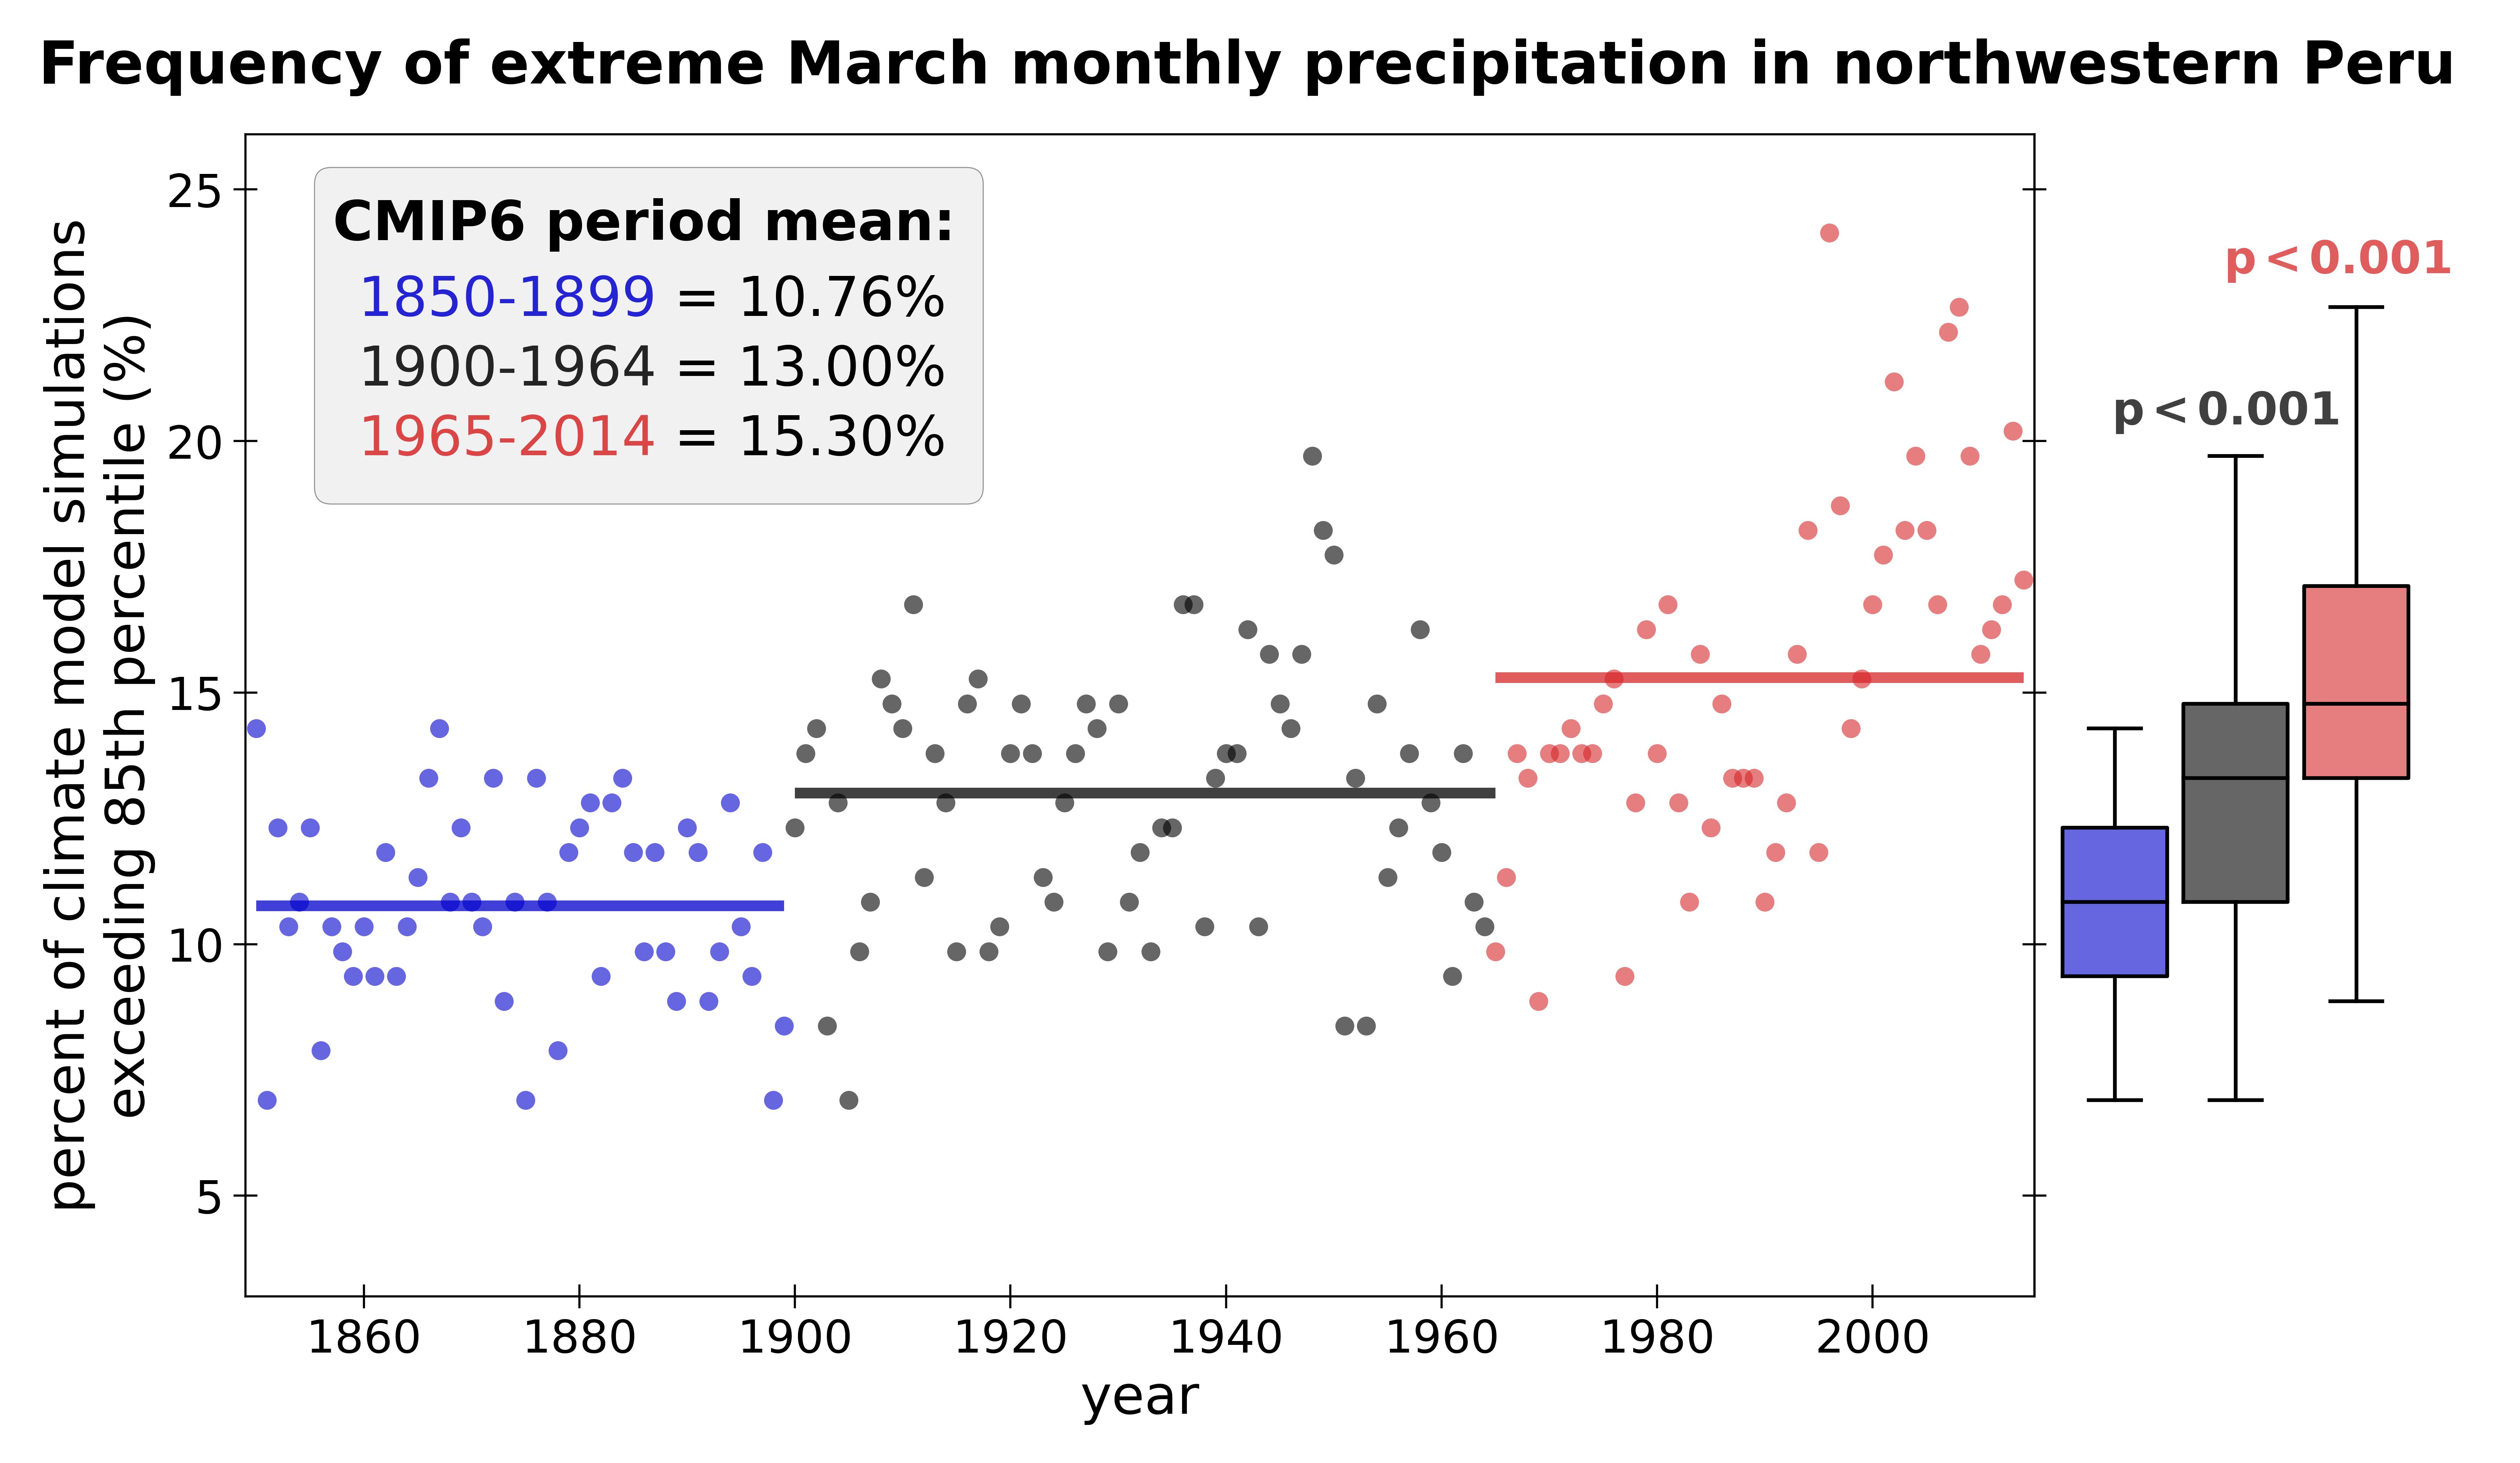 Frequency of extreme March monthly precipitation in northwestern Peru
percent of climate model simulations
exceeding 85th percentile (%)
25
20
15
10
5
CMIP6 period mean:
1850-1899 = 10.76%
1900-1964 = 13.00%
1965-2014 = 15.30%
p < 0.001
p < 0.001
1860 1880 1900 1920 1940 1960 1980 2000
year